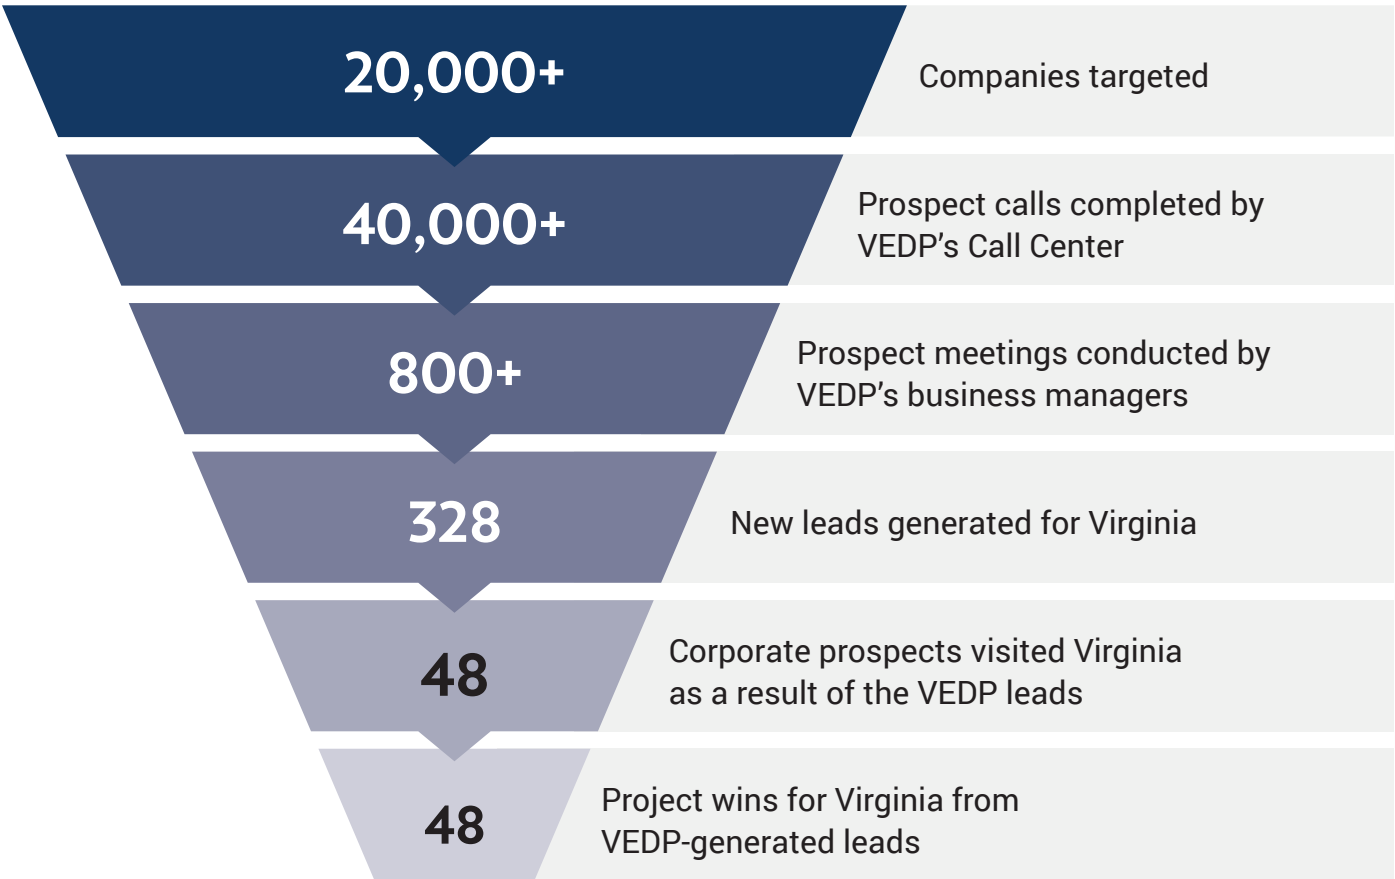 20,000+
Companies targeted
40,000+
Prospect calls completed by
VEDP’s Call Center
800+
Prospect meetings conducted by
VEDP’s business managers
328
New leads generated for Virginia
48
Corporate prospects visited Virginia
as a result of the VEDP leads
48
Project wins for Virginia from
VEDP-generated leads